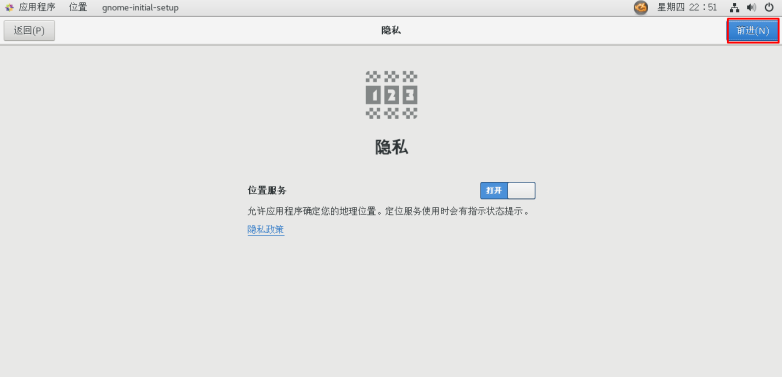 应用程序 位置 gnome-initial-setup 星期四 22：51
返回(P) 隐私 前进(N)
123
隐私
位置服务 打开
允许应用程序确定您的地理位置。定位服务使用时会有指示状态提示。
隐私政策